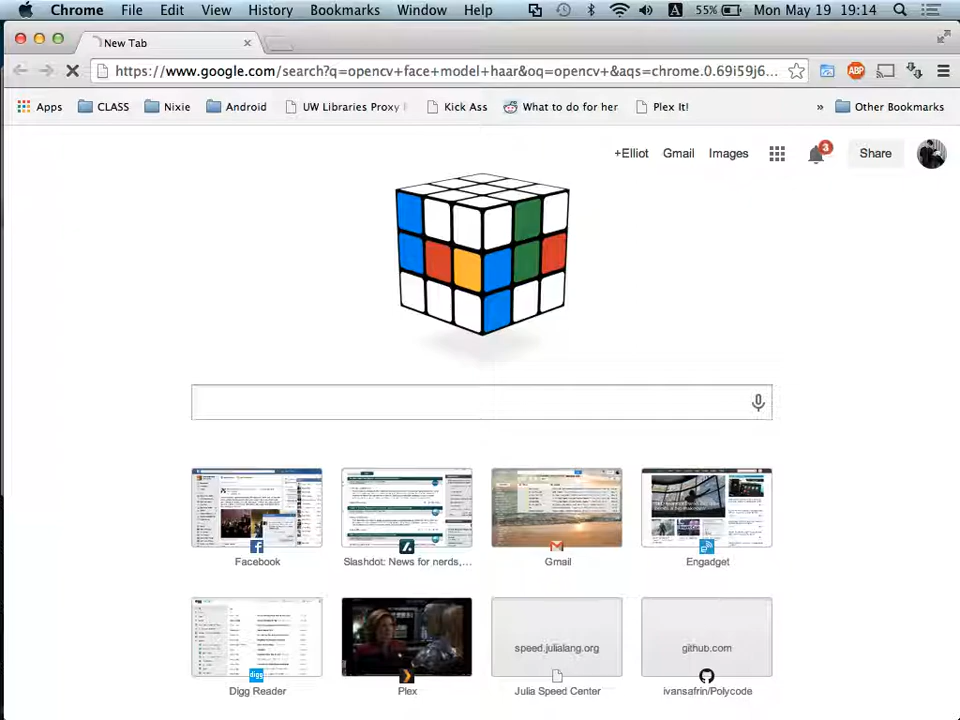 Chrome File Edit View History Bookmarks Window Help A 55% Mon May 19 19:14
New Tab
https://www.google.com/search?q=opencv+face+model+haar&oq=opencv+&aqs=chrome.0.69i59j6... ABP
Apps CLASS Nixie Android UW Libraries Proxy Kick Ass What to do for her Plex It! » Other Bookmarks
+Elliot Gmail Images 3 Share
Facebook Slashdot: News for nerds,... Gmail Engadget
speed.julialang.org github.com
digg
Digg Reader Plex Julia Speed Center ivansafrin/Polycode